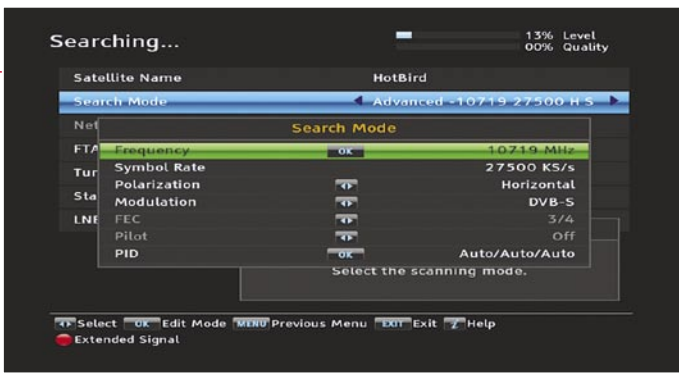 Searching...
13% Level
00% Quality
Satellite Name HotBird
Search Mode Advanced -10719 27500 H S
Net
Search Mode
FTA
Frequency OK 10719 MHz
Tur
Symbol Rate 27500 KS/s
Polarization Horizontal
Sta
Modulation DVB-S
LNB
FEC 3/4
Pilot Off
PID OK Auto/Auto/Auto
Select the scanning mode.
Select OK Edit Mode MENU Previous Menu EXIT Exit i Help
Extended Signal